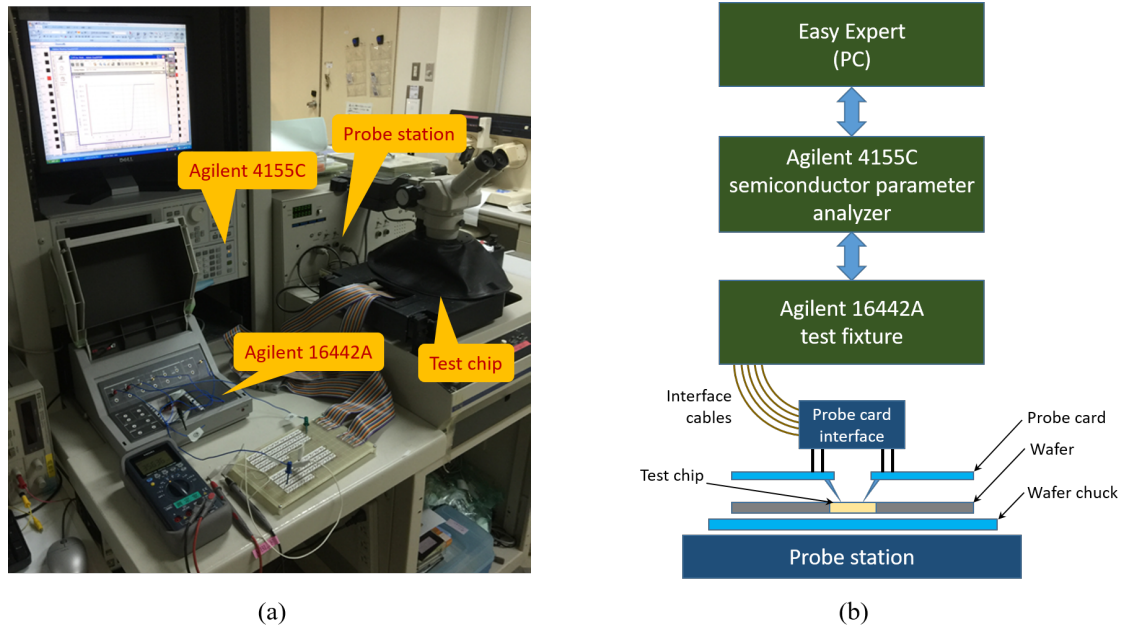 Probe station
Agilent 4155C
Agilent 16442A
Test chip
DELL
(a)
Easy Expert
(PC)
Agilent 4155C
semiconductor parameter
analyzer
Agilent 16442A
test fixture
Interface
cables
Probe card
interface
Probe card
Wafer
Test chip
Wafer chuck
Probe station
(b)